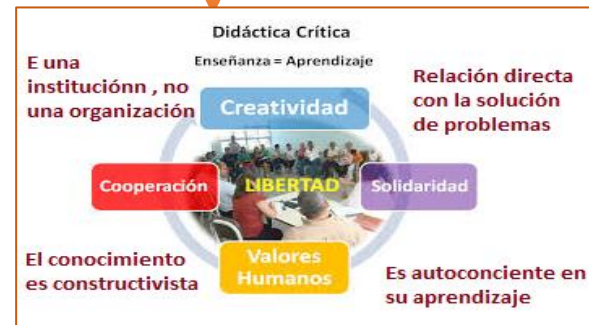 Didáctica Crítica
Enseñanza = Aprendizaje
E una
instituciónn , no
una organización
Creatividad
Relación directa
con la solución
de problemas
Cooperación
LIBERTAD
Solidaridad
El conocimiento
es constructivista
Valores
Humanos
Es autoconciente en
su aprendizaje